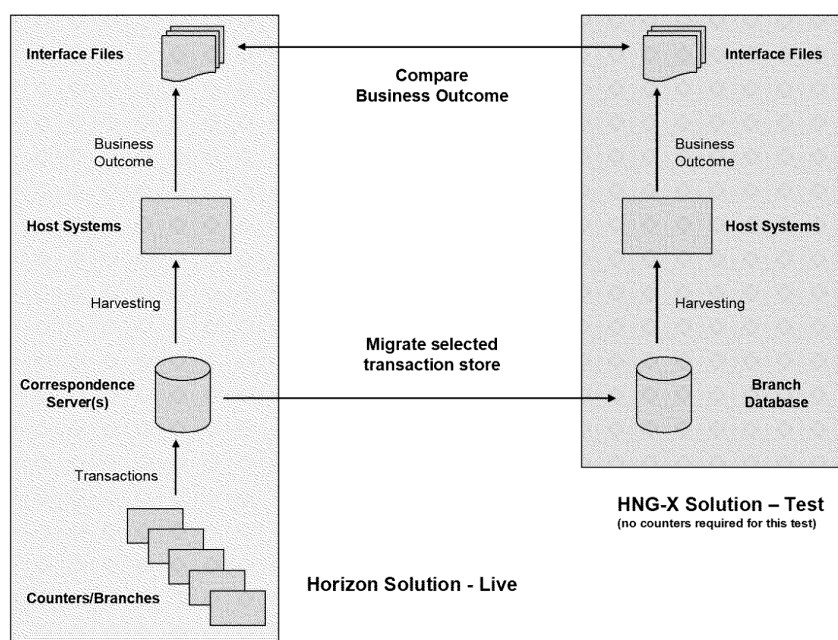 Interface Files
Compare
Business Outcome
Interface Files
Business
Outcome
Business
Outcome
Host Systems
Host Systems
Harvesting
Harvesting
Migrate selected
transaction store
Correspondence
Server(s)
Branch
Database
Transactions
HNG-X Solution – Test
(no counters required for this test)
Horizon Solution - Live
Counters/Branches